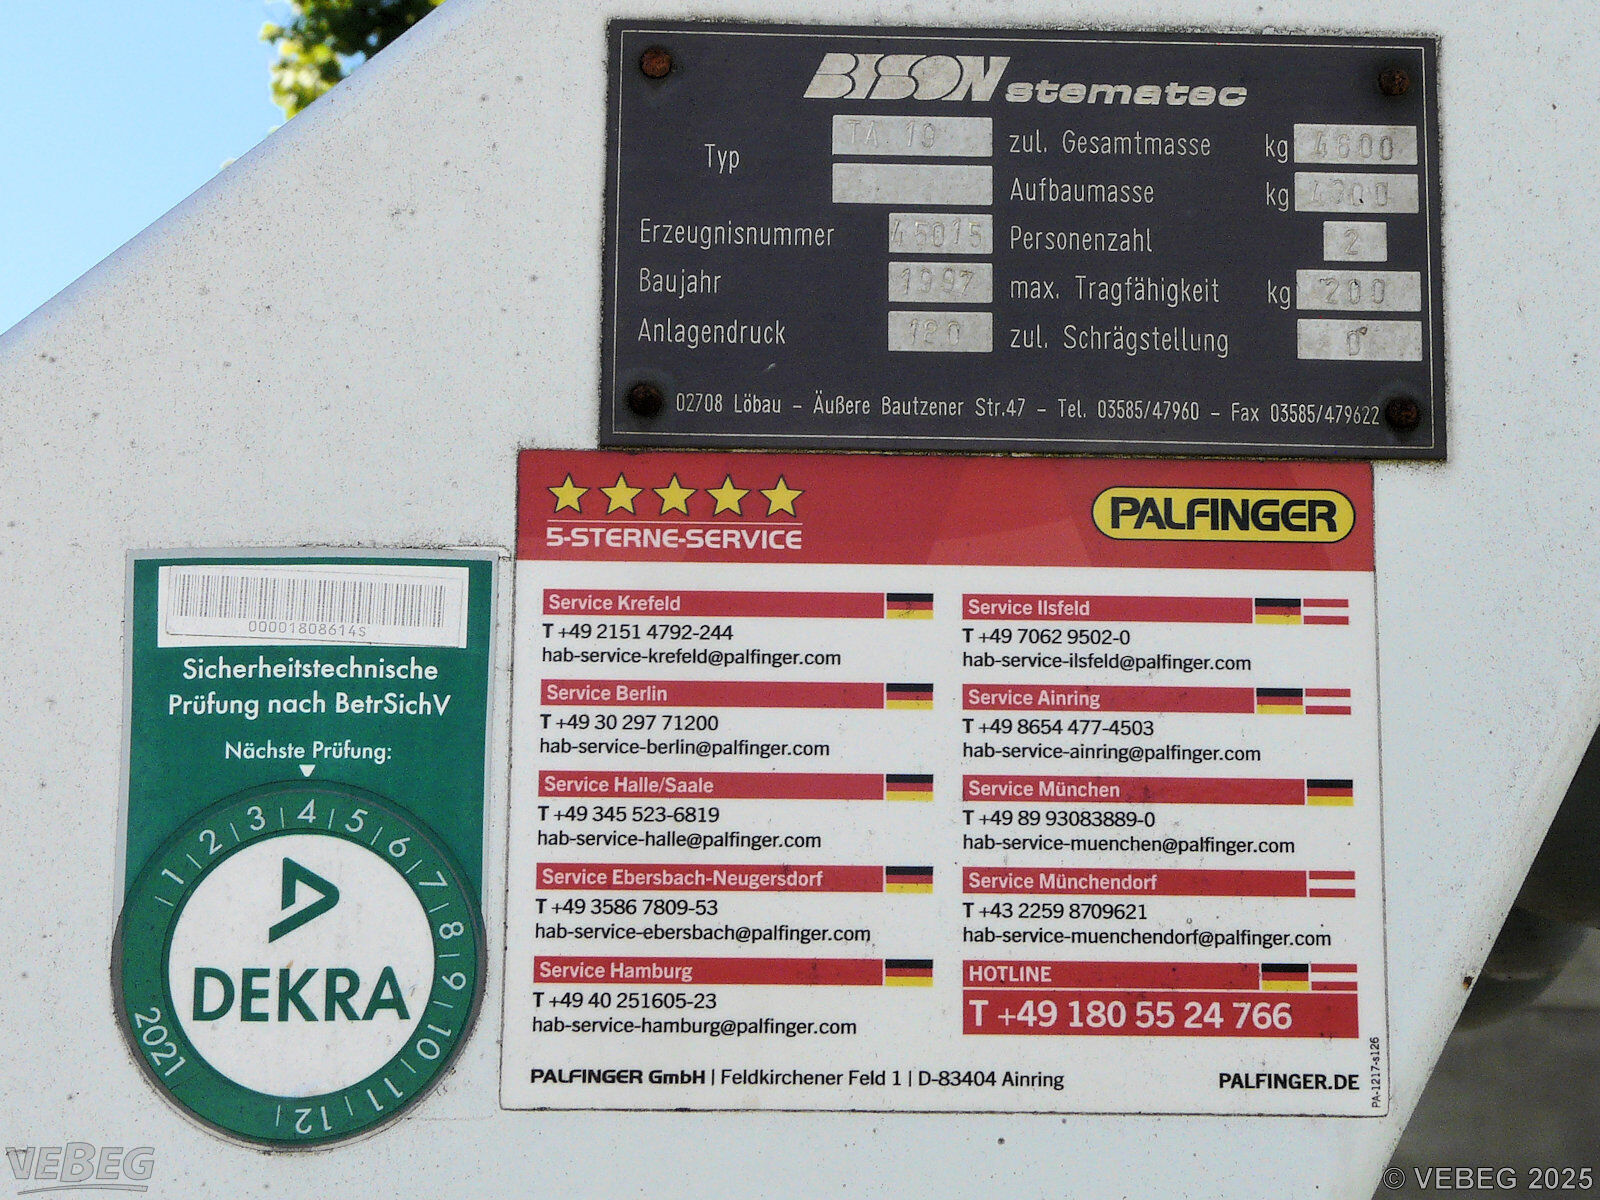 BISON stematec
Typ TA 19 zul. Gesamtmasse kg 4600
Aufbaumasse kg
Erzeugnisnummer 45015 Personenzahl 2
Baujahr 1997 max. Tragfähigkeit kg 200
Anlagendruck 180 zul. Schrägstellung 0°
02708 Löbau – Äußere Bautzener Str.47 – Tel. 03585/47960 – Fax 03585/479622
5-STERNE-SERVICE
PALFINGER
Service Krefeld
T +49 2151 4792-244
hab-service-krefeld@palfinger.com
Service Berlin
T +49 30 297 71200
hab-service-berlin@palfinger.com
Service Halle/Saale
T +49 345 523-6819
hab-service-halle@palfinger.com
Service Ebersbach-Neugersdorf
T +49 3586 7809-53
hab-service-ebersbach@palfinger.com
Service Hamburg
T +49 40 251605-23
hab-service-hamburg@palfinger.com
Service Ilsfeld
T +49 7062 9502-0
hab-service-ilsfeld@palfinger.com
Service Ainring
T +49 8654 477-4503
hab-service-ainring@palfinger.com
Service München
T +49 89 93083889-0
hab-service-muenchen@palfinger.com
Service Münchendorf
T +43 2259 8709621
hab-service-muenchendorf@palfinger.com
HOTLINE
T +49 180 55 24 766
PALFINGER GmbH | Feldkirchener Feld 1 | D-83404 Ainring
PALFINGER.DE
PA-1217-s126
00001808614S
Sicherheitstechnische
Prüfung nach BetrSichV
Nächste Prüfung:
1 | 2 | 3 | 4 | 5 | 6 | 7 | 8 | 9 | 10 | 11 | 12
2021
DEKRA
VEBEG
© VEBEG 2025